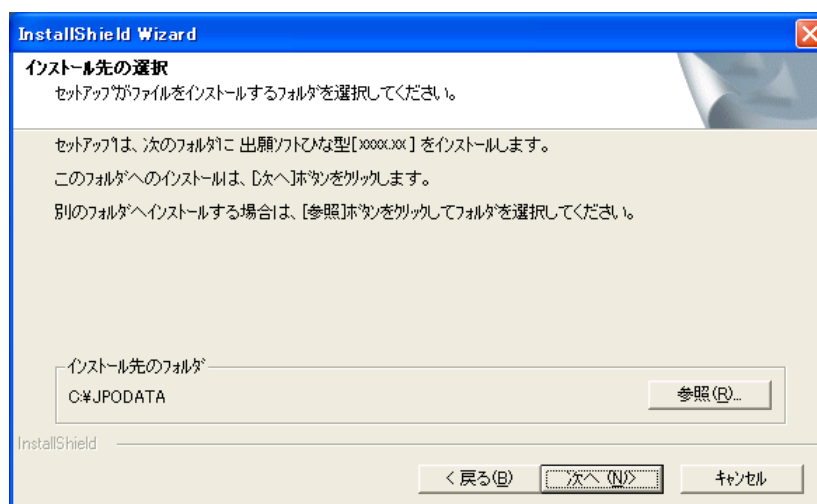 InstallShield Wizard
インストール先の選択
セットアップがファイルをインストールするフォルダを選択してください。
セットアップは、次のフォルダに 出願ソフトひな型[xxxx.xx] をインストールします。
このフォルダへのインストールは、[次へ]ボタンをクリックします。
別のフォルダへインストールする場合は、[参照]ボタンをクリックしてフォルダを選択してください。
インストール先のフォルダ
C:¥JPODATA
参照(R)...
InstallShield
< 戻る(B)
次へ (N)>
キャンセル